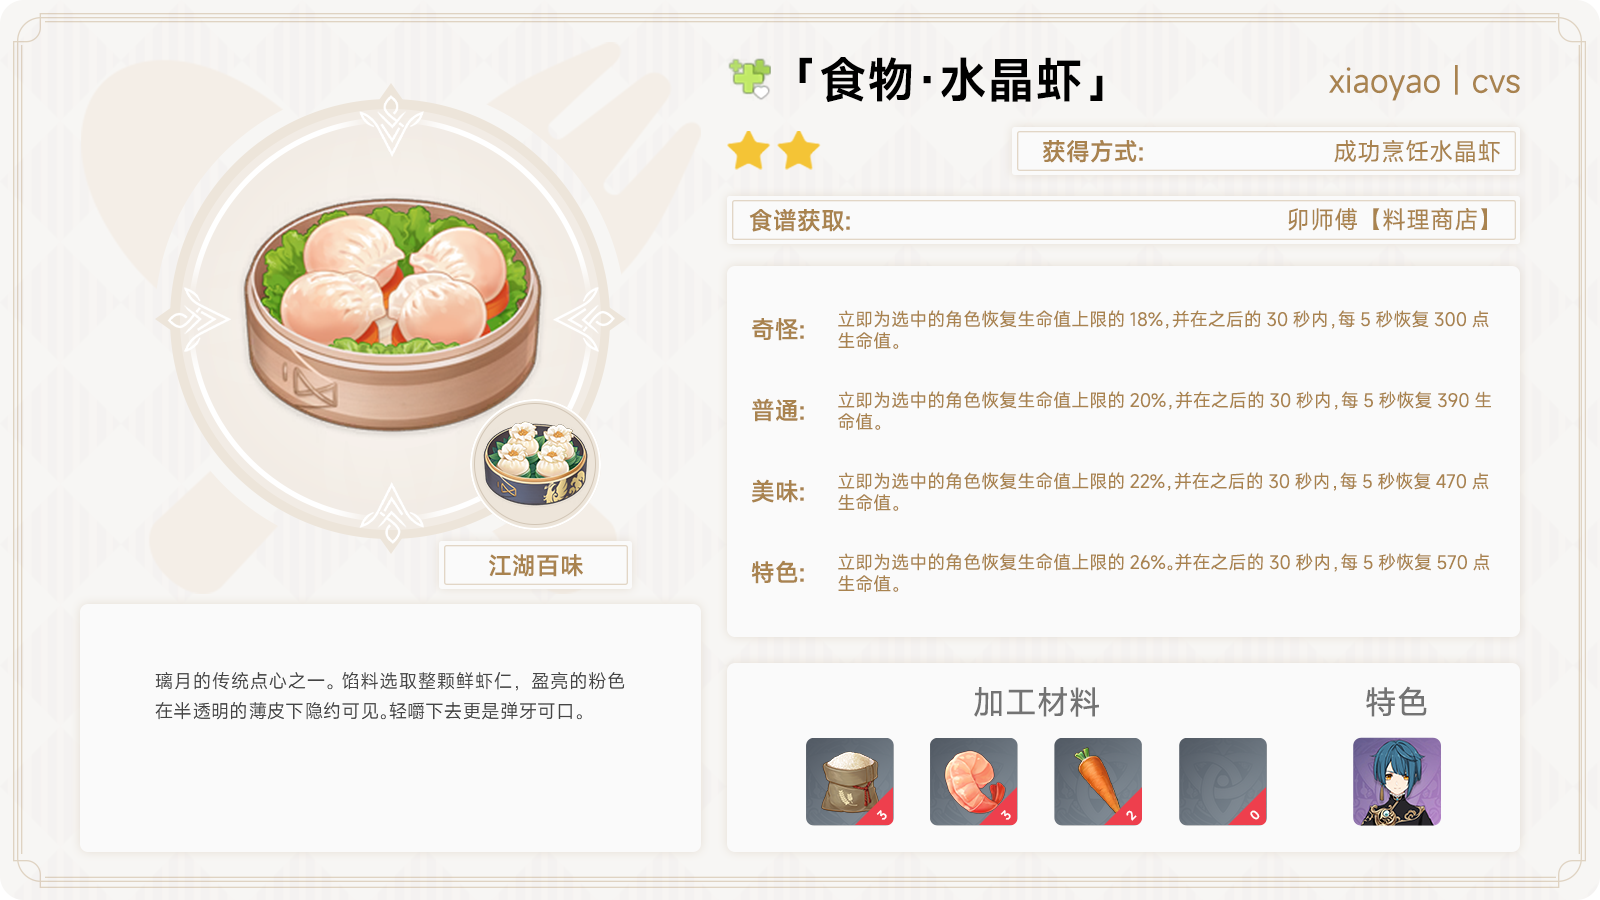 「食物·水晶虾」
xiaoyao | cvs
获得方式:
成功烹饪水晶虾
食谱获取:
卯师傅【料理商店】
奇怪:
立即为选中的角色恢复生命值上限的 18%,并在之后的 30 秒内,每 5 秒恢复 300 点
生命值。
普通:
立即为选中的角色恢复生命值上限的 20%,并在之后的 30 秒内,每 5 秒恢复 390 生
命值。
美味:
立即为选中的角色恢复生命值上限的 22%,并在之后的 30 秒内,每 5 秒恢复 470 点
生命值。
特色:
立即为选中的角色恢复生命值上限的 26%。并在之后的 30 秒内,每 5 秒恢复 570 点
生命值。
江湖百味
璃月的传统点心之一。馅料选取整颗鲜虾仁，盈亮的粉色
在半透明的薄皮下隐约可见。轻嚼下去更是弹牙可口。
加工材料
特色
3
3
2
0